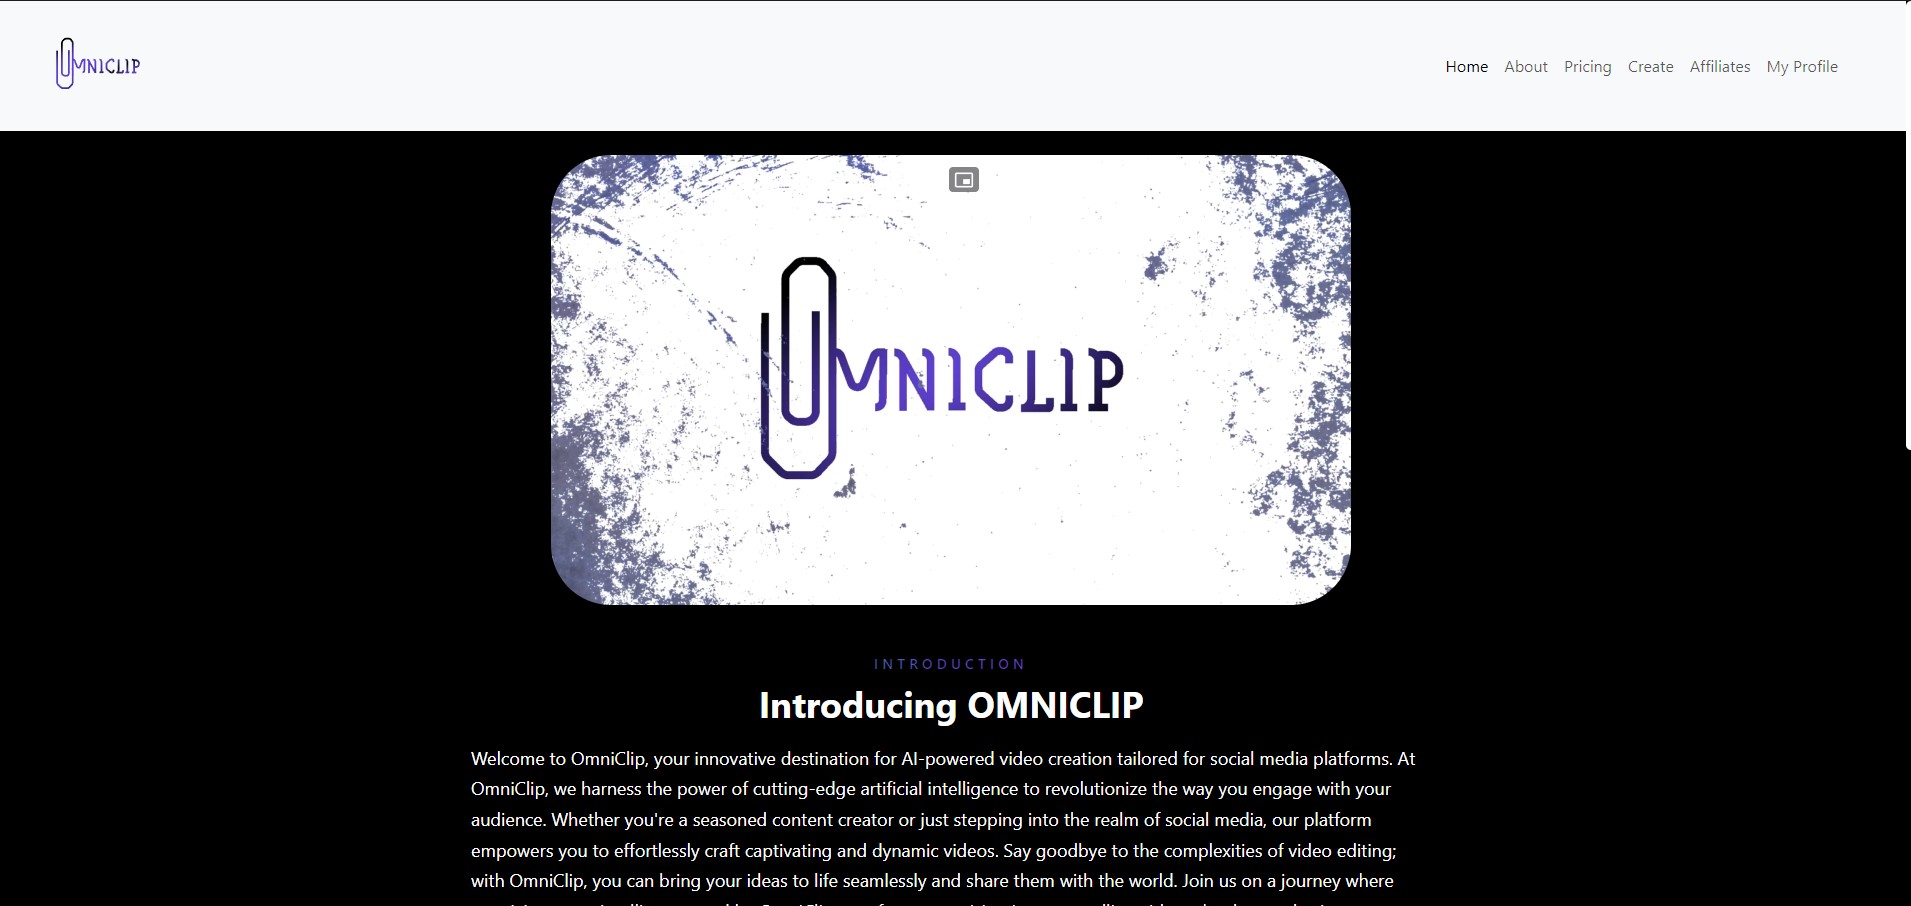 OMNICLIP
Home About Pricing Create Affiliates My Profile
OMNICLIP
INTRODUCTION
Introducing OMNICLIP
Welcome to OmniClip, your innovative destination for AI-powered video creation tailored for social media platforms. At
OmniClip, we harness the power of cutting-edge artificial intelligence to revolutionize the way you engage with your
audience. Whether you're a seasoned content creator or just stepping into the realm of social media, our platform
empowers you to effortlessly craft captivating and dynamic videos. Say goodbye to the complexities of video editing;
with OmniClip, you can bring your ideas to life seamlessly and share them with the world. Join us on a journey where